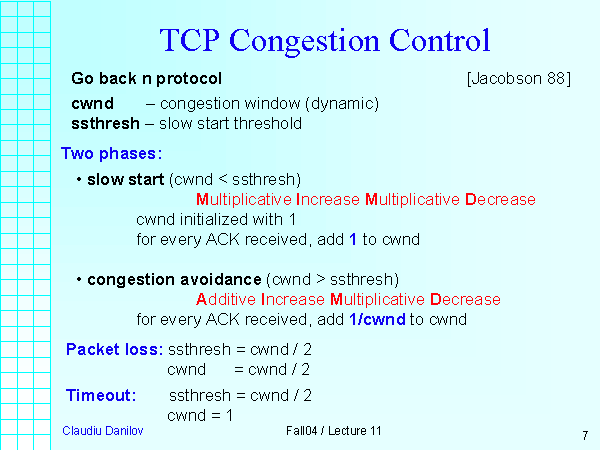 TCP Congestion Control
Go back n protocol [Jacobson 88]
cwnd – congestion window (dynamic)
ssthresh – slow start threshold
Two phases:
• slow start (cwnd < ssthresh)
Multiplicative Increase Multiplicative Decrease
cwnd initialized with 1
for every ACK received, add 1 to cwnd
• congestion avoidance (cwnd > ssthresh)
Additive Increase Multiplicative Decrease
for every ACK received, add 1/cwnd to cwnd
Packet loss: ssthresh = cwnd / 2
cwnd = cwnd / 2
Timeout: ssthresh = cwnd / 2
cwnd = 1
Claudiu Danilov Fall04 / Lecture 11 7